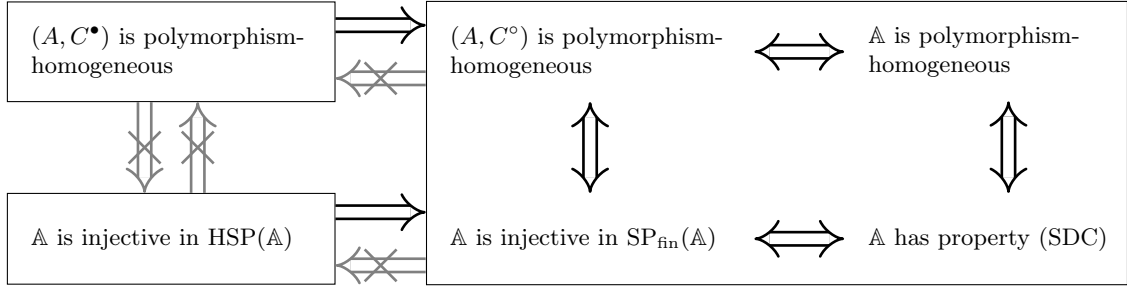 (A, C•) is polymorphism-
homogeneous
(A, C°) is polymorphism-
homogeneous
𝔸 is polymorphism-
homogeneous
𝔸 is injective in HSP(𝔸)
𝔸 is injective in SP_fin(𝔸)
𝔸 has property (SDC)